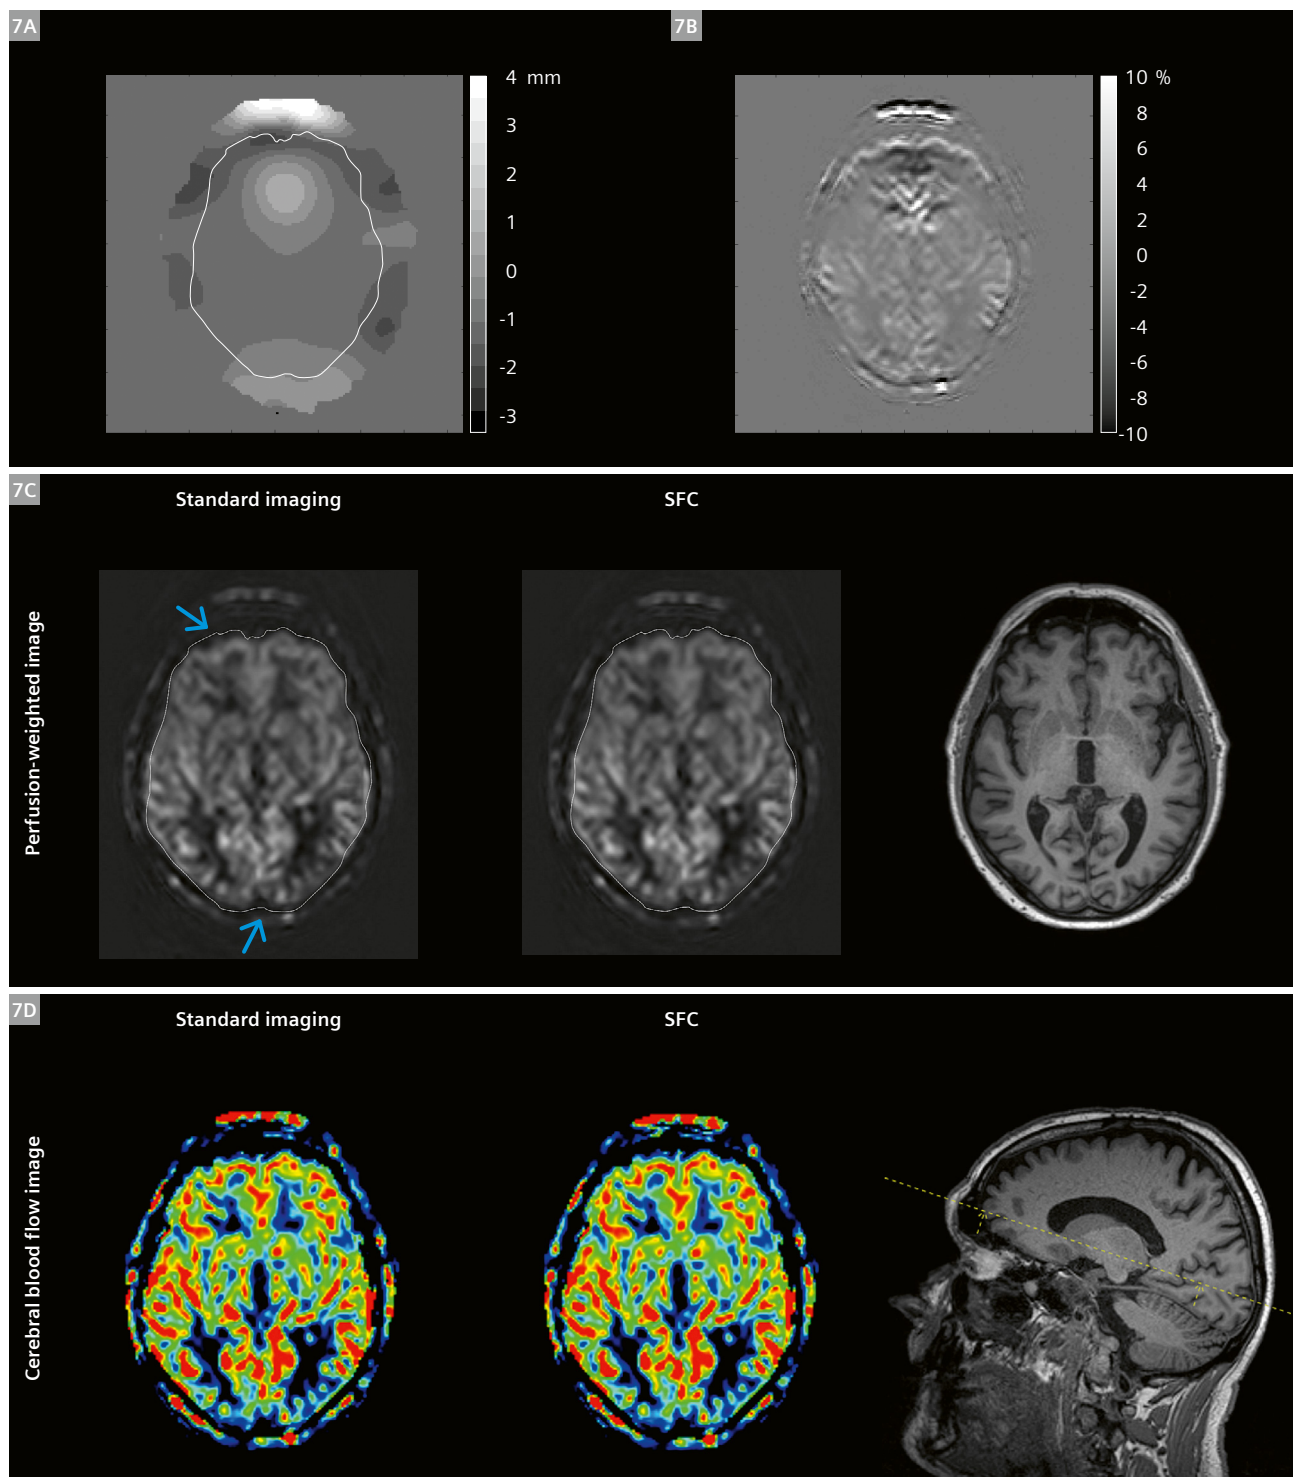 7A
4 mm
3
2
1
0
-1
-2
-3
7B
10 %
8
6
4
2
0
-2
-4
-6
-8
-10
7C
Standard imaging
SFC
Perfusion-weighted image
7D
Standard imaging
SFC
Cerebral blood flow image